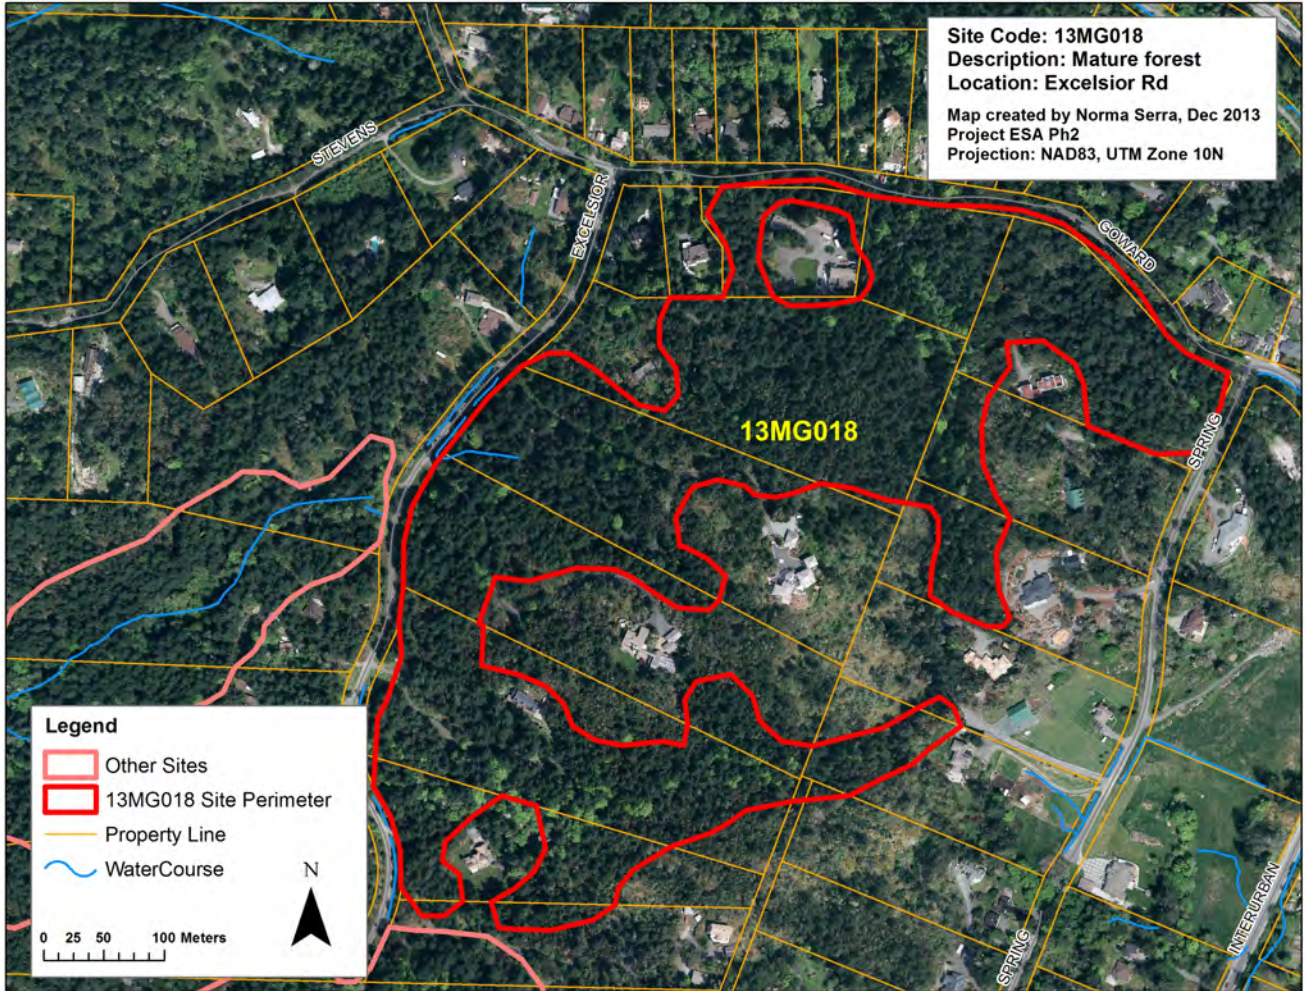 Site Code: 13MG018
Description: Mature forest
Location: Excelsior Rd
Map created by Norma Serra, Dec 2013
Project ESA Ph2
Projection: NAD83, UTM Zone 10N
STEVENS
EXCELSIOR
GOWARD
13MG018
SPRING
Legend
Other Sites
13MG018 Site Perimeter
Property Line
WaterCourse
N
0 25 50 100 Meters
SPRING
INTERURBAN